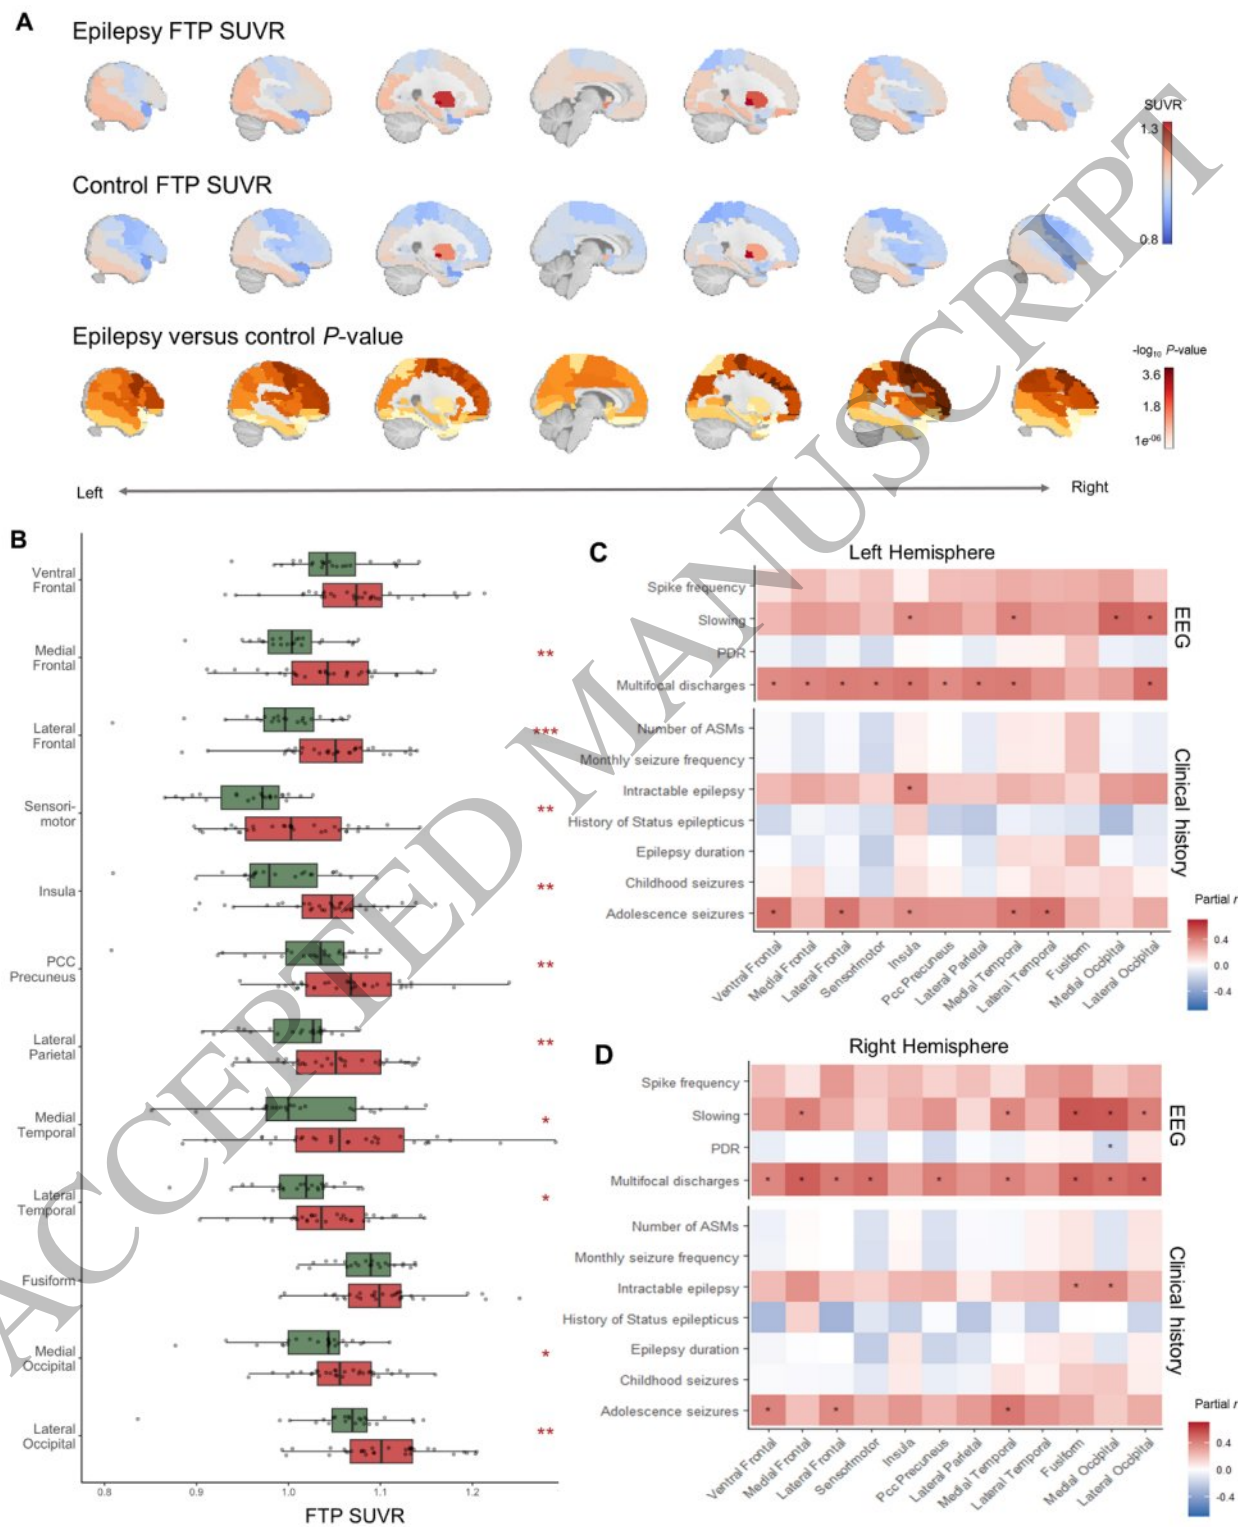 A
Epilepsy FTP SUVR
SUVR
1.3
0.8
Control FTP SUVR
Epilepsy versus control P-value
-log10 P-value
3.6
1.8
1e-06
Left
Right
B
Ventral
Frontal
Medial
Frontal
**
Lateral
Frontal
***
Sensori-
motor
**
Insula
**
PCC
Precuneus
**
Lateral
Parietal
**
Medial
Temporal
*
Lateral
Temporal
*
Fusiform
Medial
Occipital
*
Lateral
Occipital
**
0.8 0.9 1.0 1.1 1.2
FTP SUVR
C
Left Hemisphere
Spike frequency
Slowing
PDR
Multifocal discharges
EEG
Number of ASMs
Monthly seizure frequency
Intractable epilepsy
History of Status epilepticus
Epilepsy duration
Childhood seizures
Adolescence seizures
Clinical history
Ventral Frontal
Medial Frontal
Lateral Frontal
Sensorimotor
Insula
Pcc Precuneus
Lateral Parietal
Medial Temporal
Lateral Temporal
Fusiform
Medial Occipital
Lateral Occipital
Partial r
0.4
0.0
-0.4
D
Right Hemisphere
Spike frequency
Slowing
PDR
Multifocal discharges
EEG
Number of ASMs
Monthly seizure frequency
Intractable epilepsy
History of Status epilepticus
Epilepsy duration
Childhood seizures
Adolescence seizures
Clinical history
Ventral Frontal
Medial Frontal
Lateral Frontal
Sensorimotor
Insula
Pcc Precuneus
Lateral Parietal
Medial Temporal
Lateral Temporal
Fusiform
Medial Occipital
Lateral Occipital
Partial r
0.4
0.0
-0.4
ACCEPTED MANUSCRIPT